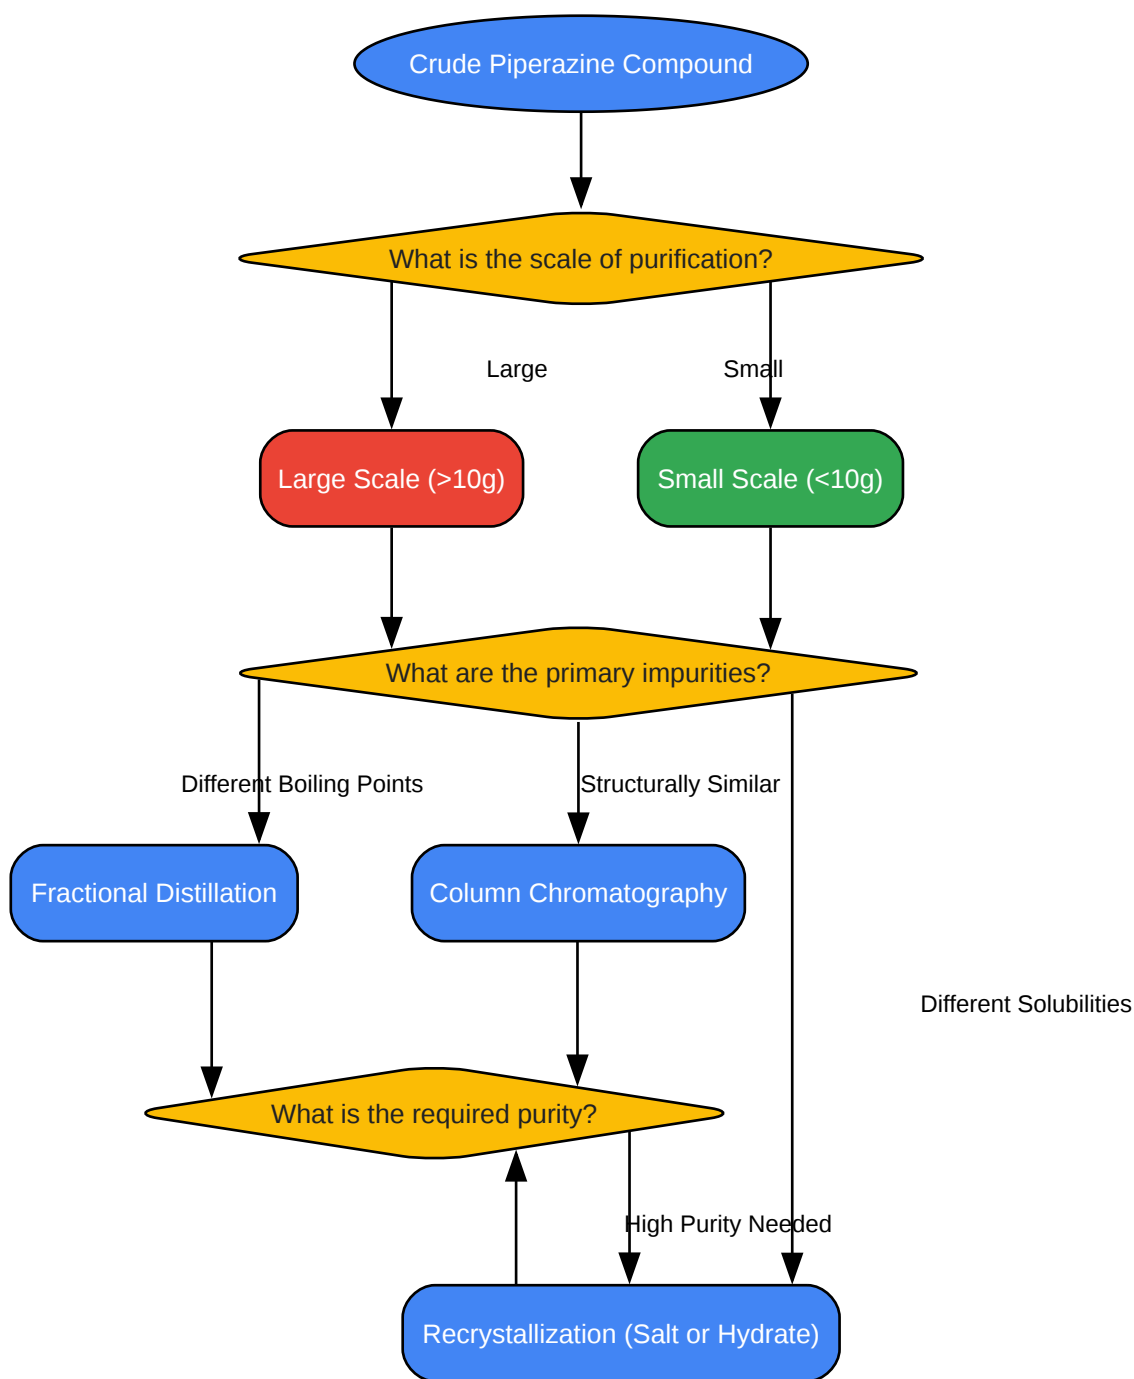 Crude Piperazine Compound
What is the scale of purification?
Large
Small
Large Scale (>10g)
Small Scale (<10g)
What are the primary impurities?
Different Boiling Points
Structurally Similar
Fractional Distillation
Column Chromatography
Different Solubilities
What is the required purity?
High Purity Needed
Recrystallization (Salt or Hydrate)